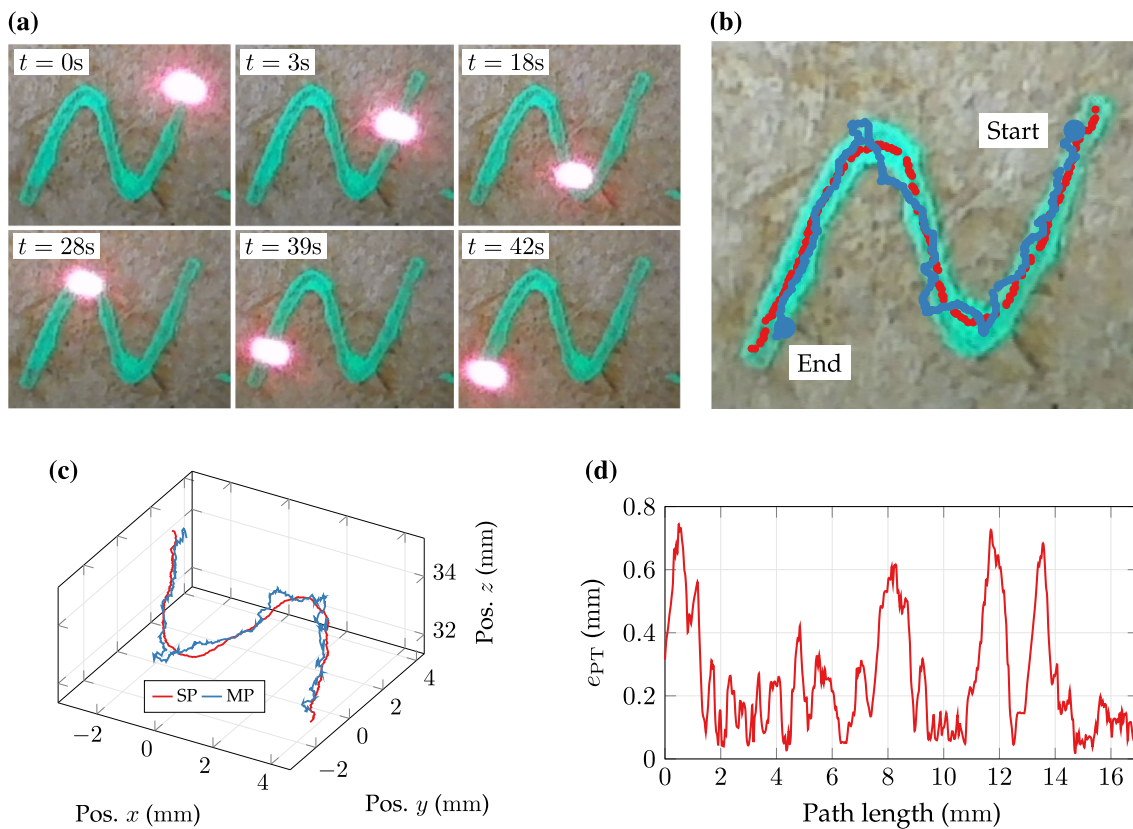 (a)
t = 0s
t = 3s
t = 18s
t = 28s
t = 39s
t = 42s
(b)
Start
End
(c)
34
32
Pos. z (mm)
4
2
0
−2
Pos. y (mm)
−2
0
2
4
Pos. x (mm)
SP MP
(d)
0.8
0.6
0.4
0.2
0
e_PT (mm)
0 2 4 6 8 10 12 14 16
Path length (mm)